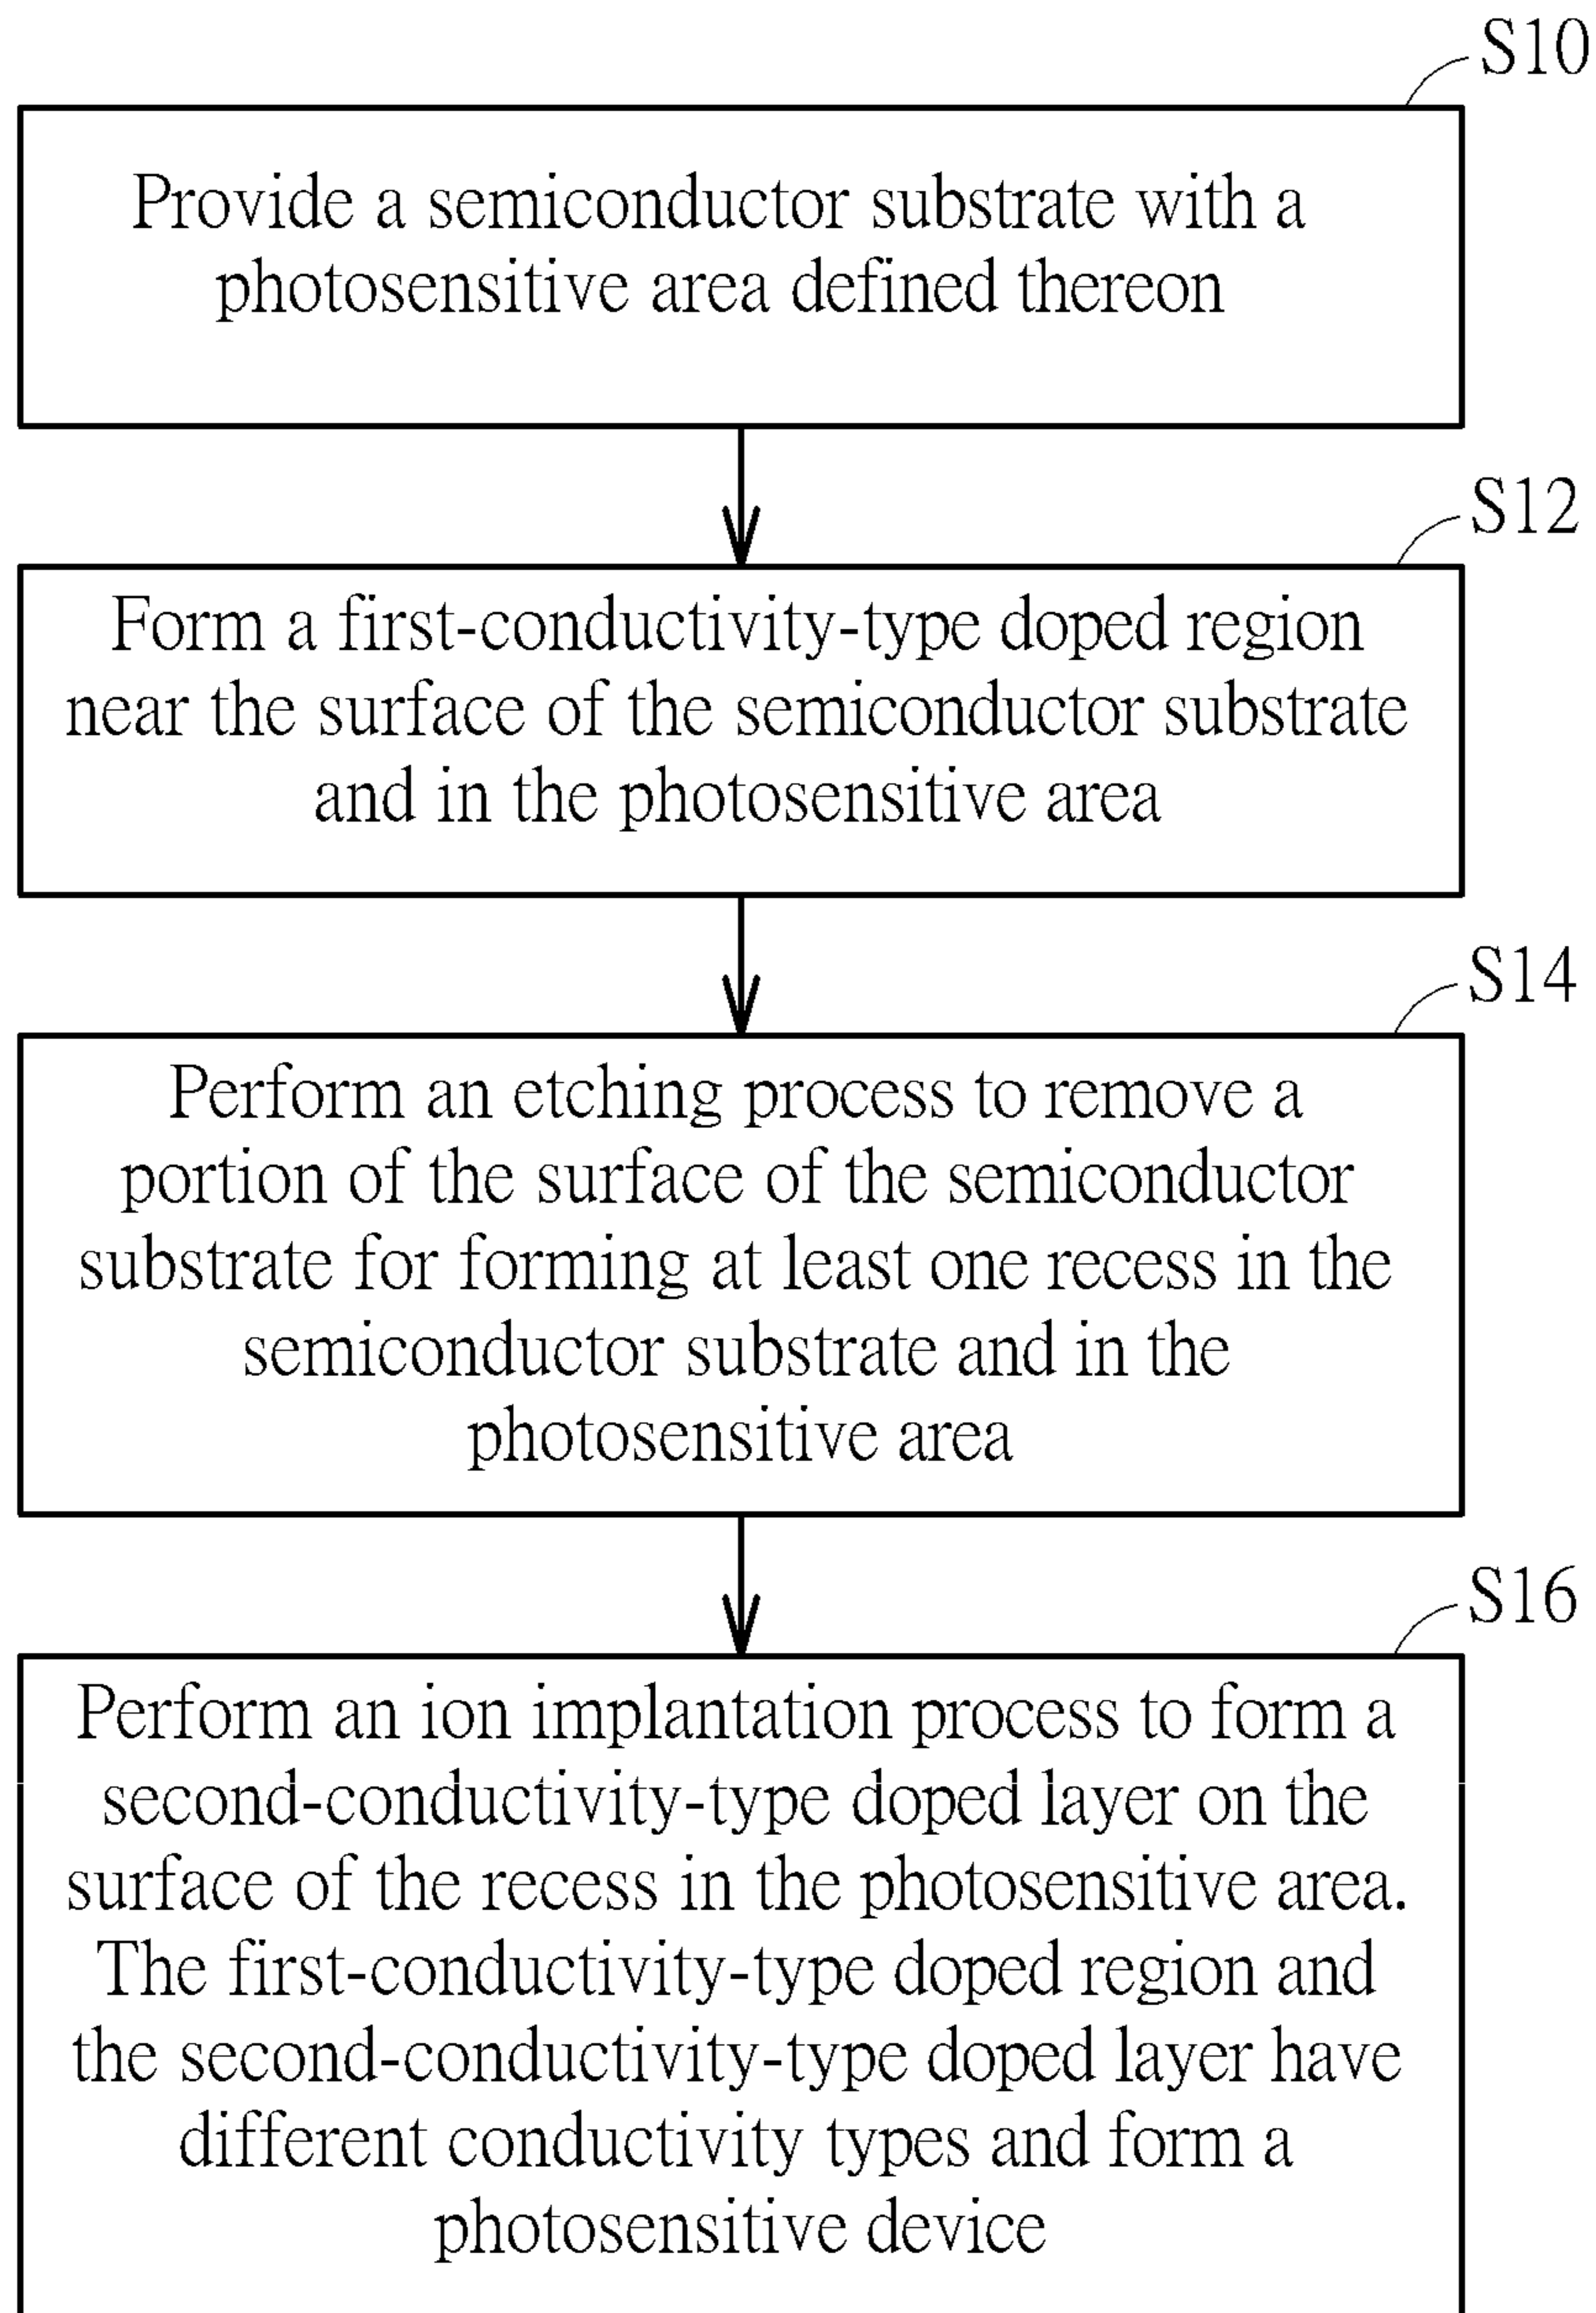 S10
Provide a semiconductor substrate with a
photosensitive area defined thereon
S12
Form a first-conductivity-type doped region
near the surface of the semiconductor substrate
and in the photosensitive area
S14
Perform an etching process to remove a
portion of the surface of the semiconductor
substrate for forming at least one recess in the
semiconductor substrate and in the
photosensitive area
S16
Perform an ion implantation process to form a
second-conductivity-type doped layer on the
surface of the recess in the photosensitive area.
The first-conductivity-type doped region and
the second-conductivity-type doped layer have
different conductivity types and form a
photosensitive device